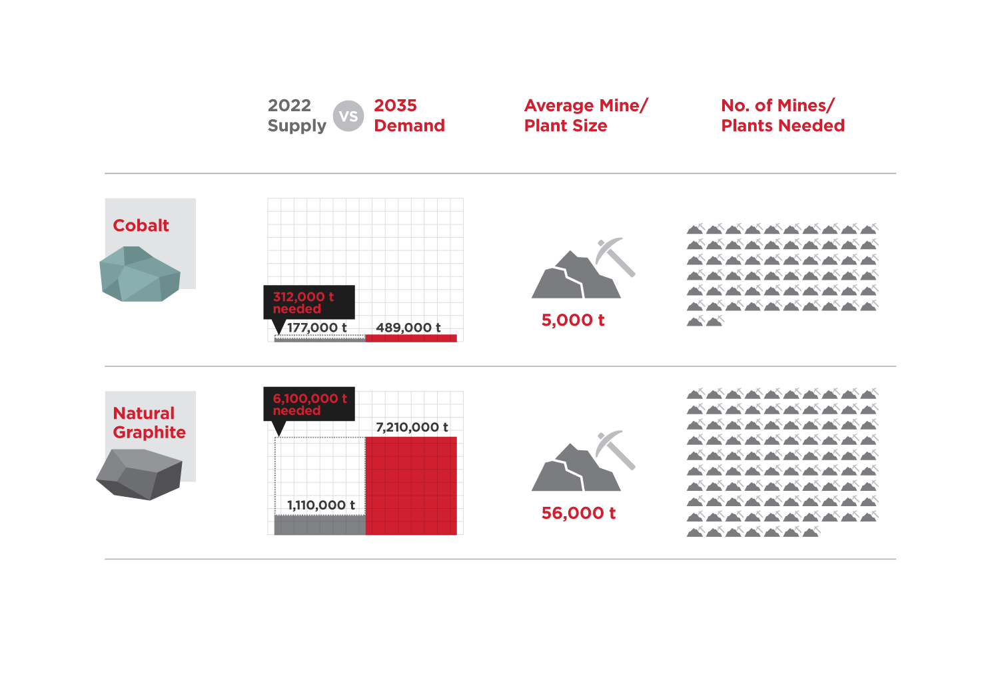 2022
Supply
VS
2035
Demand
Average Mine/
Plant Size
No. of Mines/
Plants Needed
Cobalt
312,000 t
needed
177,000 t
489,000 t
5,000 t
Natural
Graphite
6,100,000 t
needed
7,210,000 t
1,110,000 t
56,000 t